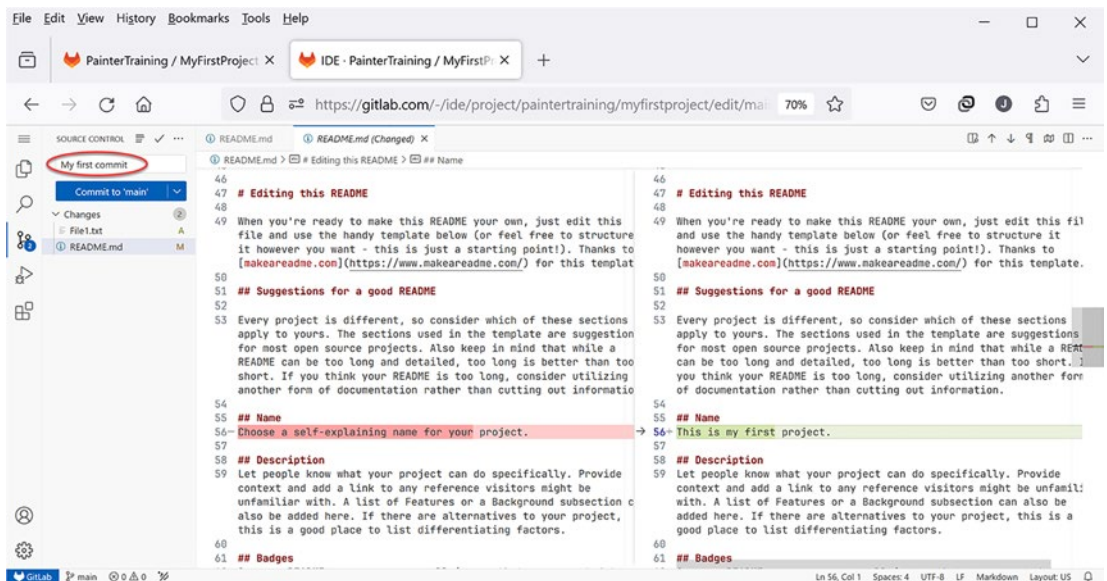 File Edit View History Bookmarks Tools Help
PainterTraining / MyFirstProject
IDE · PainterTraining / MyFirstPr
https://gitlab.com/-/ide/project/paintertraining/myfirstproject/edit/mai 70%
SOURCE CONTROL
My first commit
Commit to 'main'
Changes 2
File1.txt A
README.md M
2
README.md
README.md (Changed)
README.md > # Editing this README > ## Name
46
47 # Editing this README
48
49 When you're ready to make this README your own, just edit this
file and use the handy template below (or feel free to structure
it however you want - this is just a starting point!). Thanks to
[makeareadme.com](https://www.makeareadme.com/) for this templat
50
51 ## Suggestions for a good README
52
53 Every project is different, so consider which of these sections
apply to yours. The sections used in the template are suggestion
for most open source projects. Also keep in mind that while a
README can be too long and detailed, too long is better than too
short. If you think your README is too long, consider utilizing
another form of documentation rather than cutting out informatio
54
55 ## Name
56- Choose a self-explaining name for your project.
57
58 ## Description
59 Let people know what your project can do specifically. Provide
context and add a link to any reference visitors might be
unfamiliar with. A list of Features or a Background subsection c
also be added here. If there are alternatives to your project,
this is a good place to list differentiating factors.
60
61 ## Badges
46
47 # Editing this README
48
49 When you're ready to make this README your own, just edit this fil
and use the handy template below (or feel free to structure it
however you want - this is just a starting point!). Thanks to
[makeareadme.com](https://www.makeareadme.com/) for this template.
50
51 ## Suggestions for a good README
52
53 Every project is different, so consider which of these sections
apply to yours. The sections used in the template are suggestions
for most open source projects. Also keep in mind that while a READ
can be too long and detailed, too long is better than too short. I
you think your README is too long, consider utilizing another form
of documentation rather than cutting out information.
54
55 ## Name
56+ This is my first project.
57
58 ## Description
59 Let people know what your project can do specifically. Provide
context and add a link to any reference visitors might be unfamili
with. A list of Features or a Background subsection can also be
added here. If there are alternatives to your project, this is a
good place to list differentiating factors.
60
61 ## Badges
GitLab main 0 0 Ln 56, Col 1 Spaces: 4 UTF-8 LF Markdown Layout: US